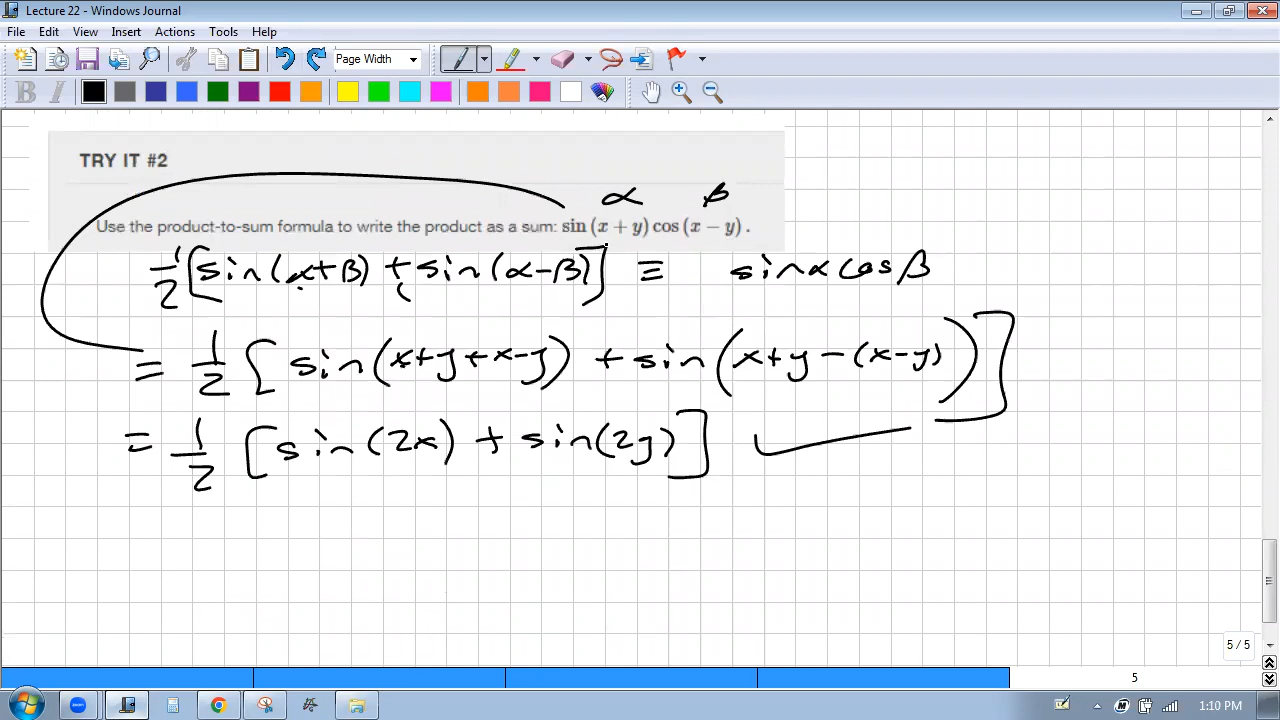 Lecture 22 - Windows Journal
File Edit View Insert Actions Tools Help
Page Width
B I
TRY IT #2
α β
Use the product-to-sum formula to write the product as a sum: sin (x + y) cos (x − y) .
1/2 [sin(α+β) + sin(α-β)] ≡ sinα cosβ
= 1/2 [ sin(x+y+x-y) + sin(x+y-(x-y))]
= 1/2 [sin(2x) + sin(2y)]
5 / 5
5
1:10 PM